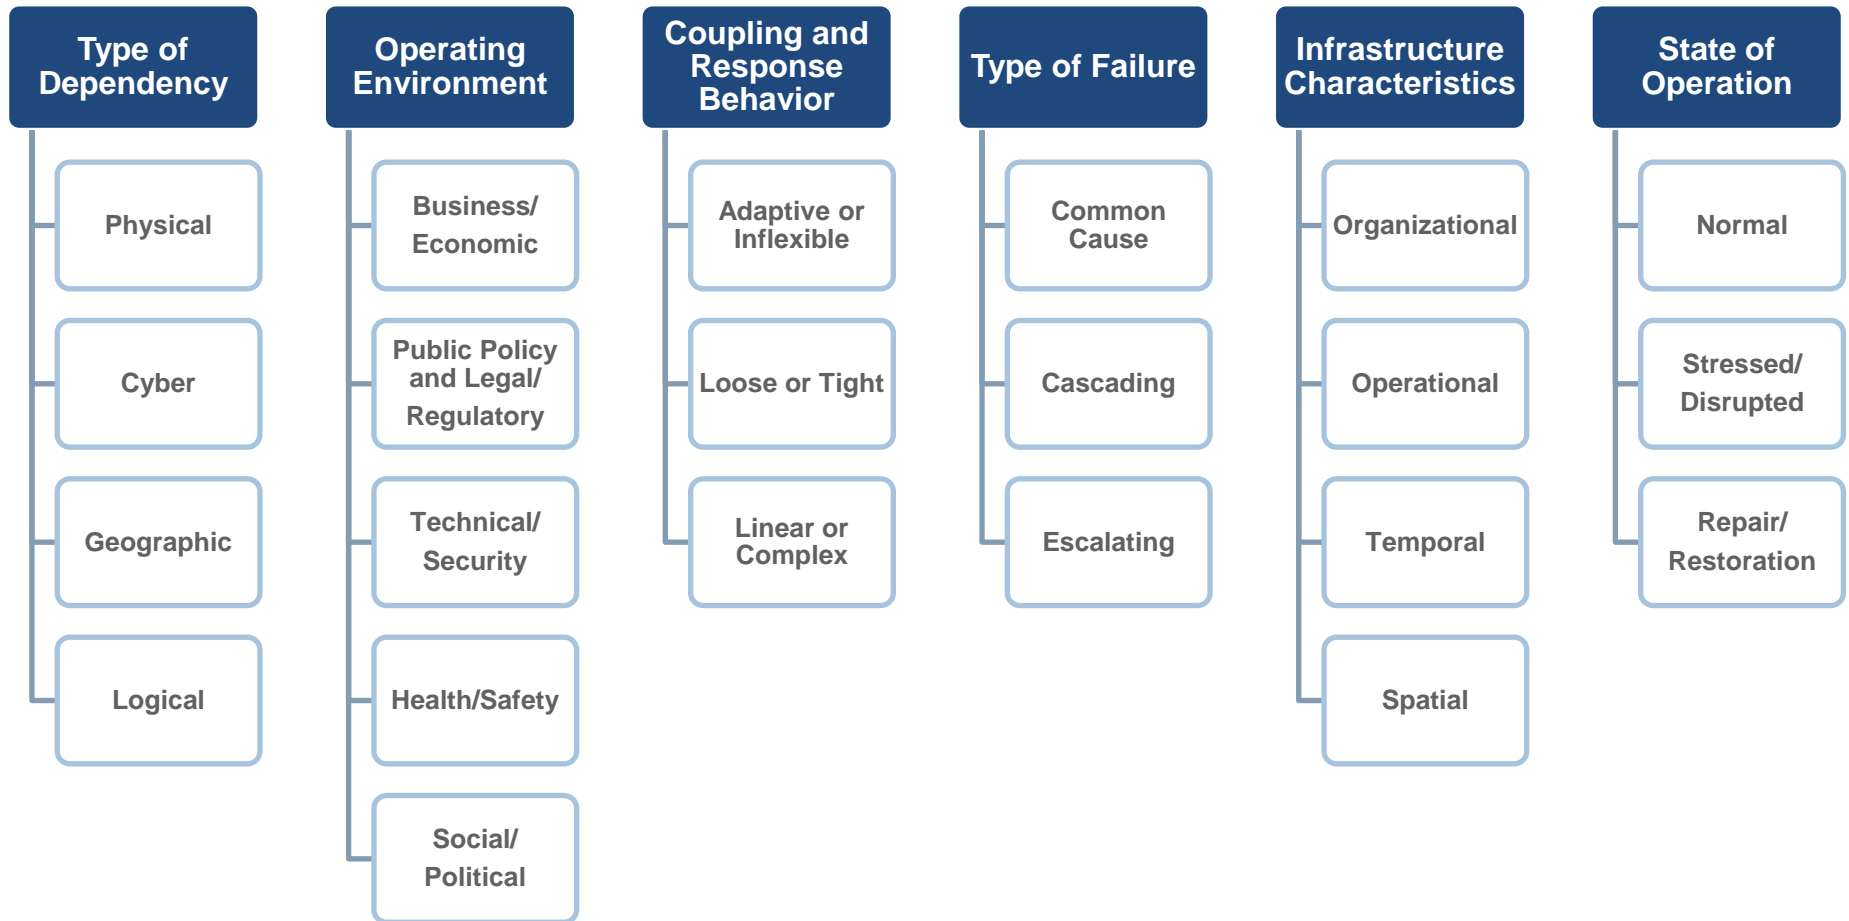 Type of
Dependency
Physical
Cyber
Geographic
Logical
Operating
Environment
Business/
Economic
Public Policy
and Legal/
Regulatory
Technical/
Security
Health/Safety
Social/
Political
Coupling and
Response
Behavior
Adaptive or
Inflexible
Loose or Tight
Linear or
Complex
Type of Failure
Common
Cause
Cascading
Escalating
Infrastructure
Characteristics
Organizational
Operational
Temporal
Spatial
State of
Operation
Normal
Stressed/
Disrupted
Repair/
Restoration